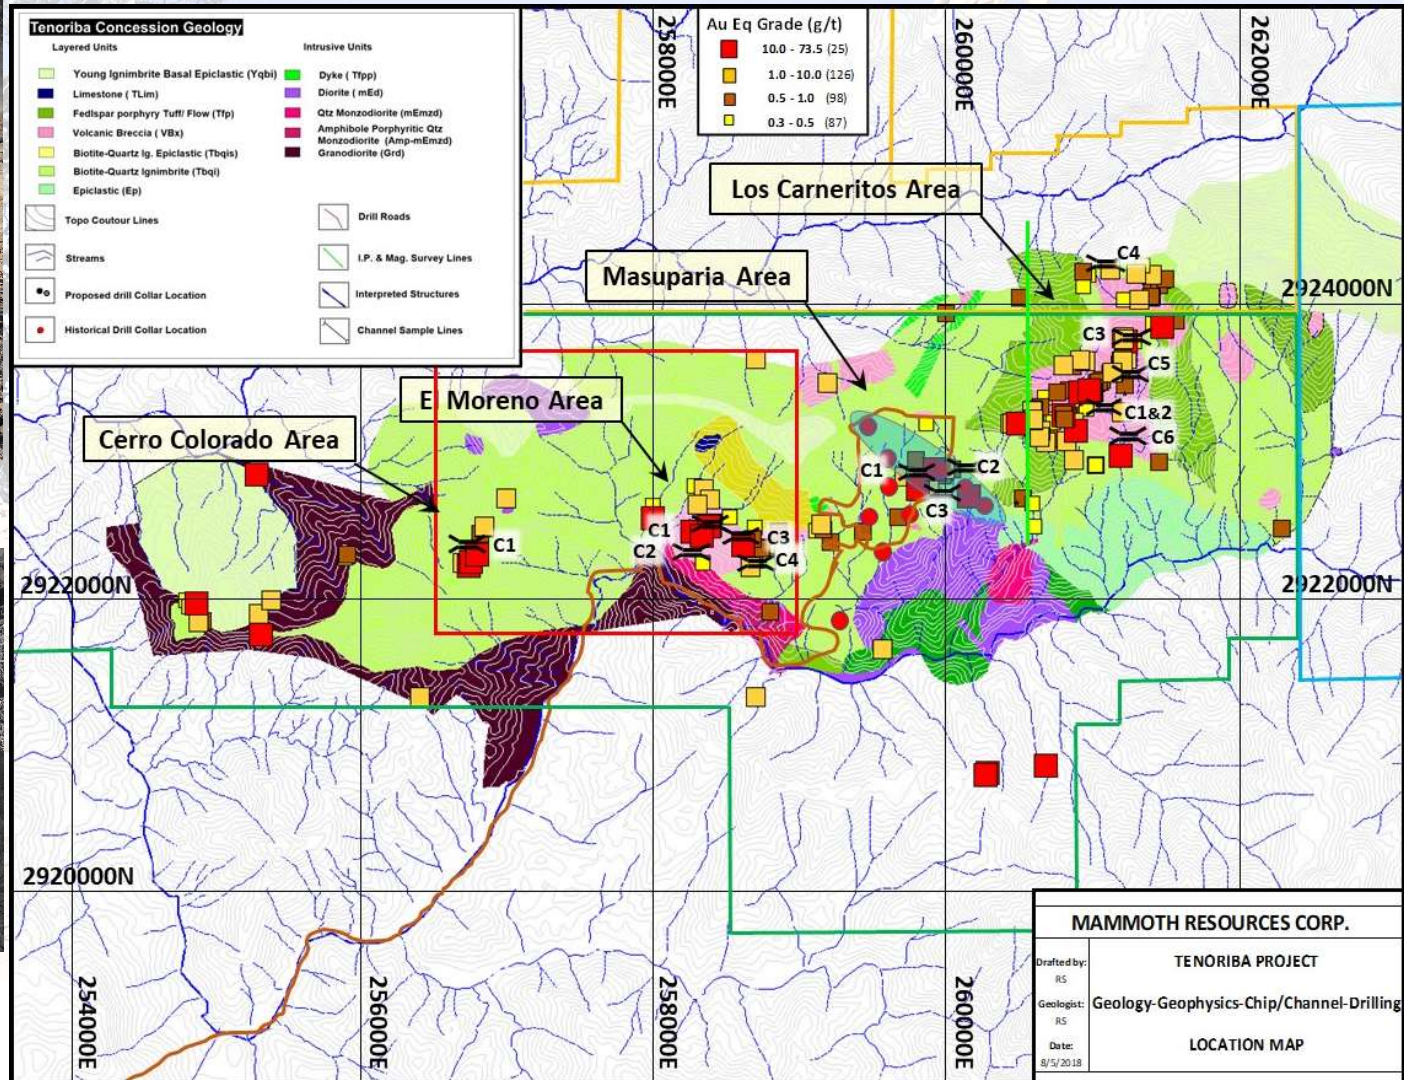 Tenoriba Concession Geology
Layered Units
Intrusive Units
Young Ignimbrite Basal Epiclastic (Yqbi)
Limestone ( TLim)
Fedlspar porphyry Tuff/ Flow (Tfp)
Volcanic Breccia ( VBx)
Biotite-Quartz Ig. Epiclastic (Tbqis)
Biotite-Quartz Ignimbrite (Tbqi)
Epiclastic (Ep)
Dyke ( Tfpp)
Diorite ( mEd)
Qtz Monzodiorite (mEmzd)
Amphibole Porphyritic Qtz
Monzodiorite (Amp-mEmzd)
Granodiorite (Grd)
Topo Coutour Lines
Streams
Proposed drill Collar Location
Historical Drill Collar Location
Drill Roads
I.P. & Mag. Survey Lines
Interpreted Structures
Channel Sample Lines
Au Eq Grade (g/t)
10.0 - 73.5 (25)
1.0 - 10.0 (126)
0.5 - 1.0 (98)
0.3 - 0.5 (87)
258000E
260000E
262000E
Los Carneritos Area
Masuparia Area
El Moreno Area
Cerro Colorado Area
C4
2924000N
C3
C5
C1&2
C6
C1
C2
C3
C1
C1
C2
C3
C4
2922000N
2922000N
2920000N
254000E
256000E
258000E
260000E
MAMMOTH RESOURCES CORP.
Drafted by:
RS
TENORIBA PROJECT
Geologist:
RS
Geology-Geophysics-Chip/Channel-Drilling
Date:
8/5/2018
LOCATION MAP